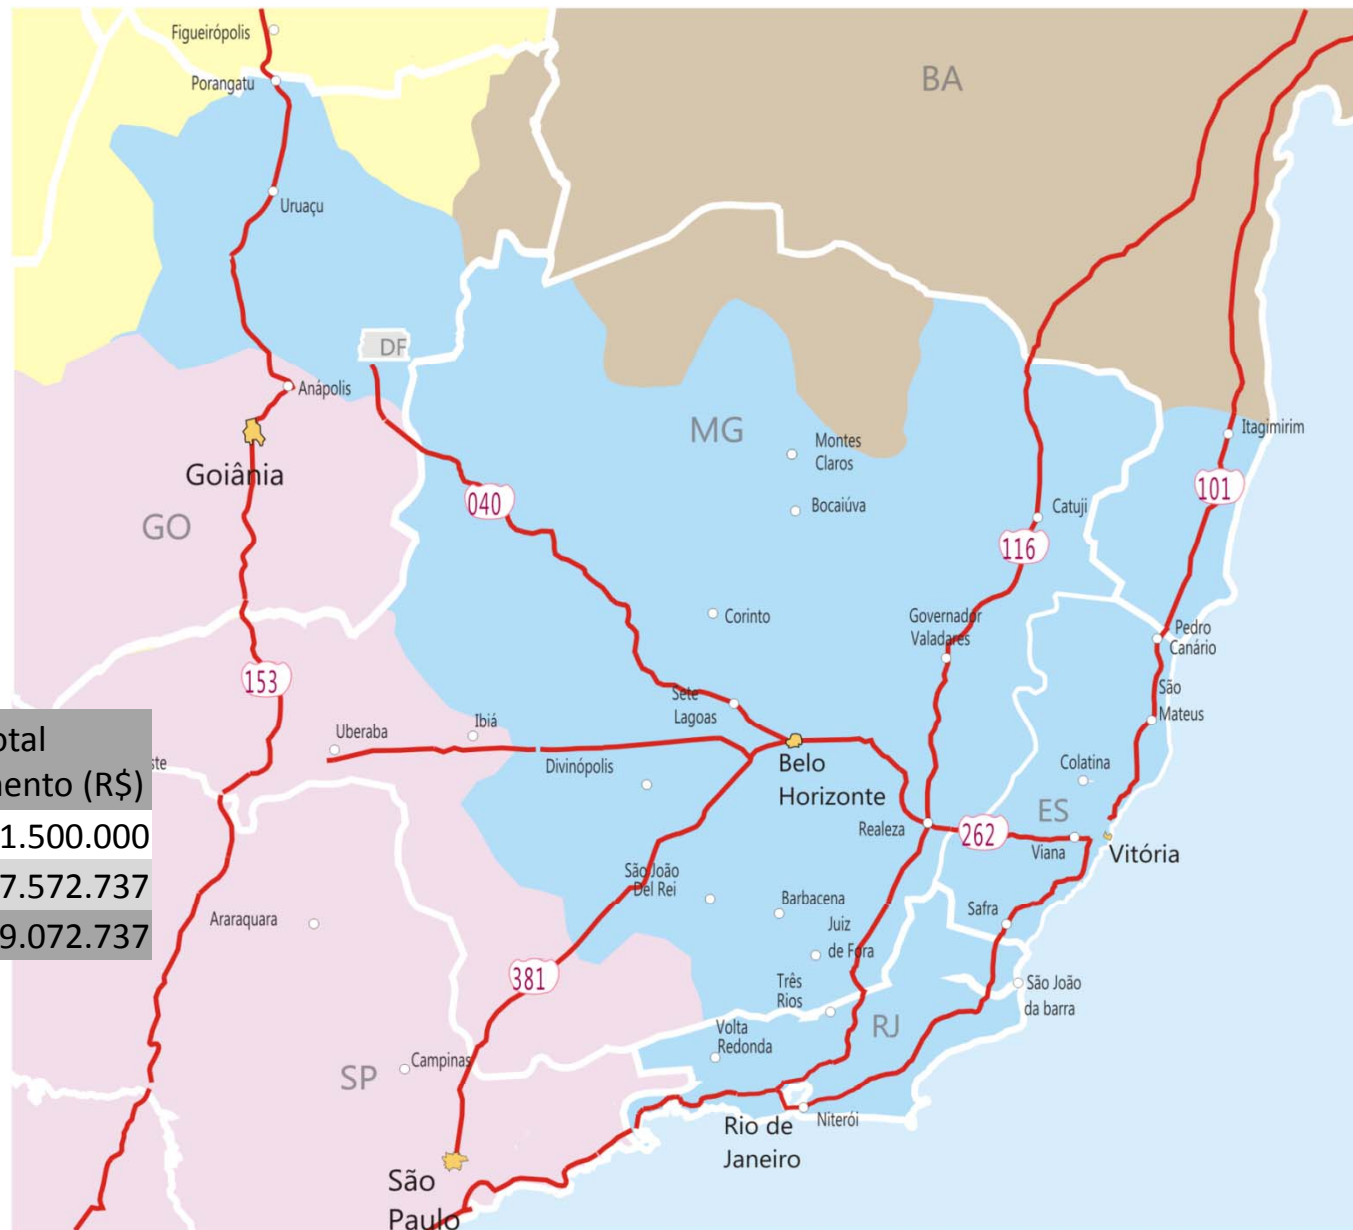 Figueirópolis
BA
Porangatu
Uruaçu
DF
Anápolis
Goiânia
MG
Montes
Claros
Itagimirim
040
101
Bocaiúva
Catuji
GO
116
Corinto
Governador
Valadares
Pedro
Canário
153
São
Mateus
Sete
Lagoas
Ibiá
Uberaba
Divinópolis
Belo
Horizonte
Colatina
ES
Realeza
262
Viana
Vitória
São João
Del Rei
Barbacena
Safra
Juiz
de Fora
Araraquara
381
Três
Rios
São João
da barra
Volta
Redonda
RJ
Campinas
SP
Niterói
Rio de
Janeiro
São
Paulo
otal
mento (R$)
1.500.000
7.572.737
9.072.737
ste